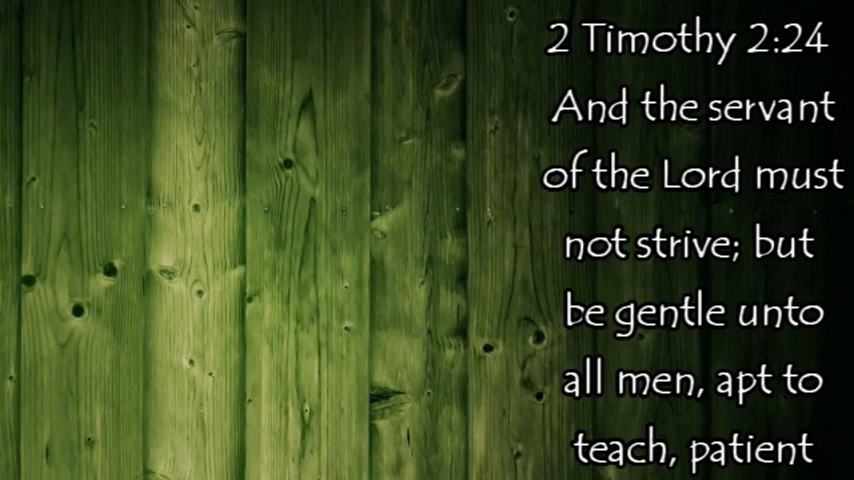 2 Timothy 2:24
And the servant
of the Lord must
not strive; but
be gentle unto
all men, apt to
teach, patient